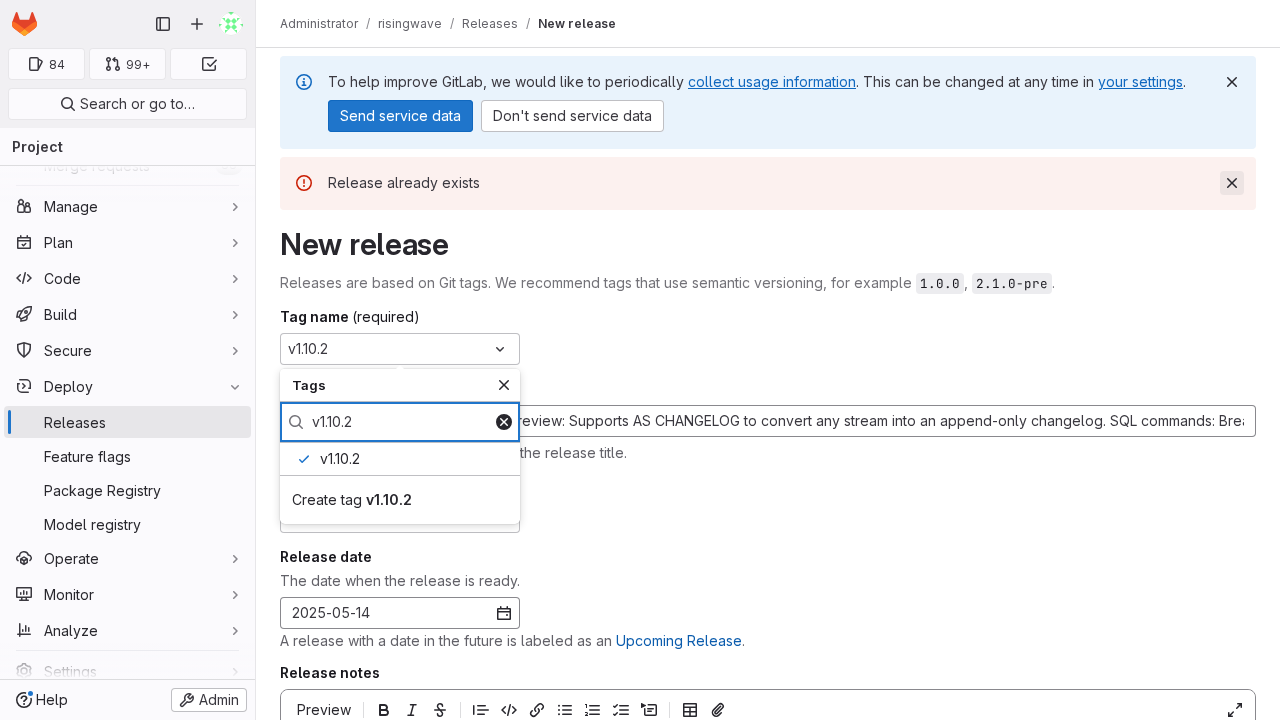 84
99+
Search or go to…
Project
Merge requests
Manage
Plan
Code
Build
Secure
Deploy
Releases
Feature flags
Package Registry
Model registry
Operate
Monitor
Analyze
Settings
Help
Admin
Administrator / risingwave / Releases / New release
To help improve GitLab, we would like to periodically collect usage information. This can be changed at any time in your settings.
Send service data
Don't send service data
Release already exists
New release
Releases are based on Git tags. We recommend tags that use semantic versioning, for example 1.0.0, 2.1.0-pre.
Tag name (required)
v1.10.2
Tags
v1.10.2
review: Supports AS CHANGELOG to convert any stream into an append-only changelog. SQL commands: Brea
v1.10.2
the release title.
Create tag v1.10.2
Release date
The date when the release is ready.
2025-05-14
A release with a date in the future is labeled as an Upcoming Release.
Release notes
Preview